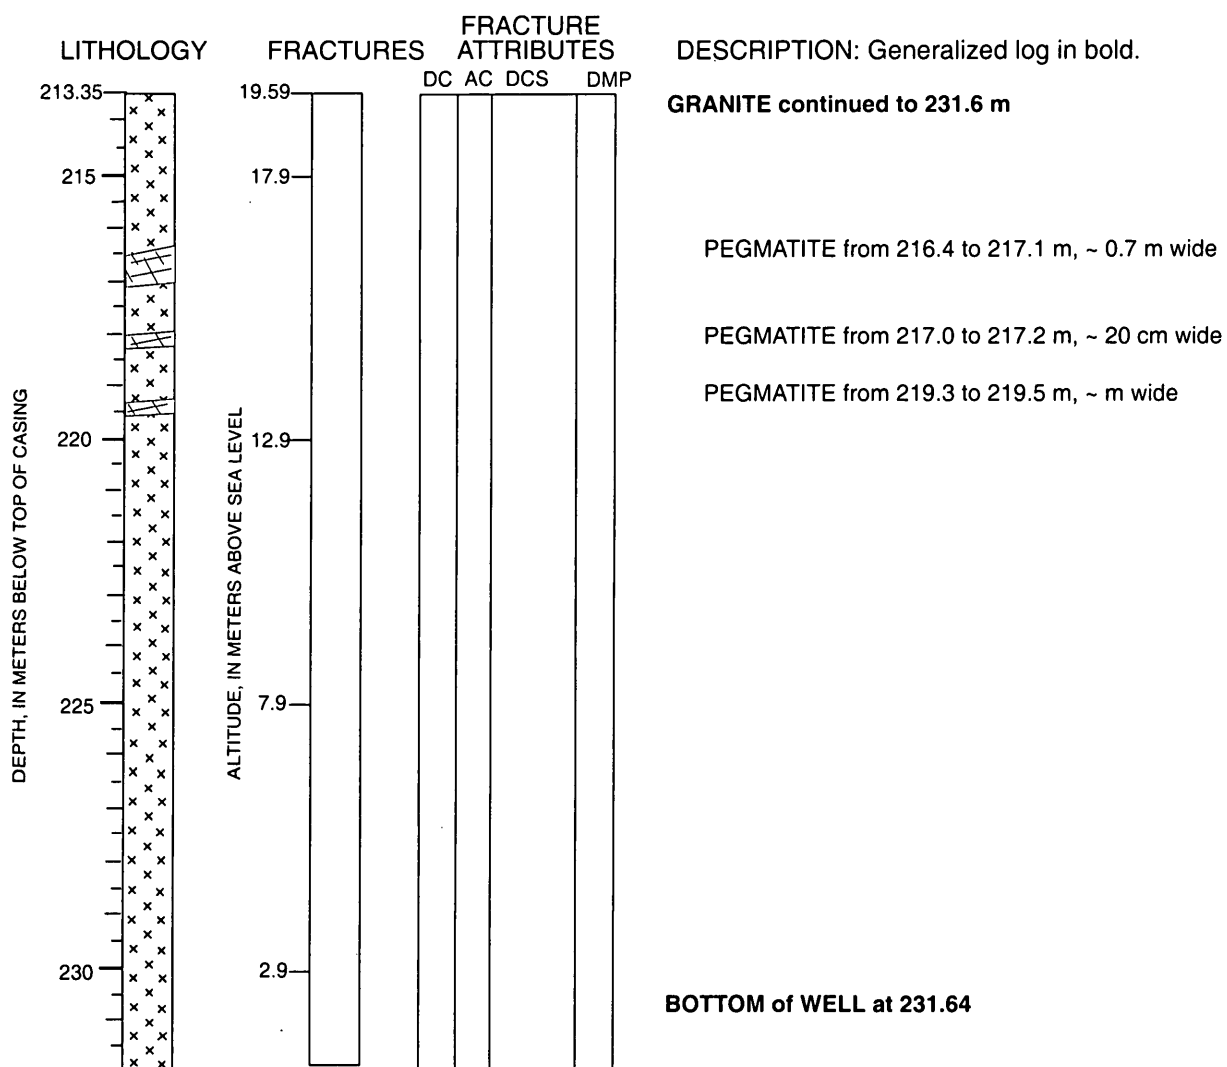 LITHOLOGY
FRACTURES
FRACTURE
ATTRIBUTES
DC AC DCS DMP
DESCRIPTION: Generalized log in bold.
213.35
19.59
GRANITE continued to 231.6 m
215
17.9
PEGMATITE from 216.4 to 217.1 m, ~ 0.7 m wide
PEGMATITE from 217.0 to 217.2 m, ~ 20 cm wide
PEGMATITE from 219.3 to 219.5 m, ~ m wide
DEPTH, IN METERS BELOW TOP OF CASING
220
ALTITUDE, IN METERS ABOVE SEA LEVEL
12.9
225
7.9
230
2.9
BOTTOM of WELL at 231.64